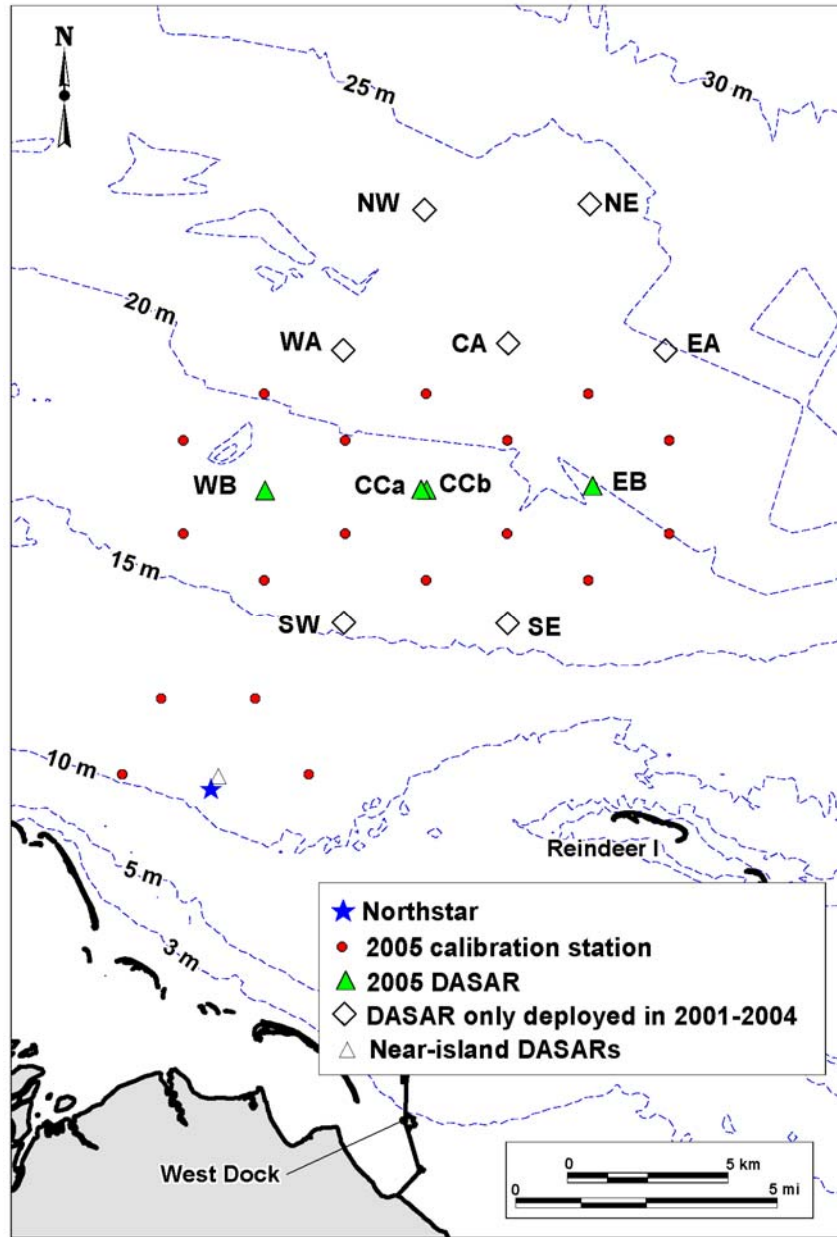 N
25 m
30 m
NW
NE
20 m
WA
CA
EA
WB
CCa
CCb
EB
15 m
SW
SE
10 m
Reindeer I
5 m
3 m
Northstar
2005 calibration station
2005 DASAR
DASAR only deployed in 2001-2004
Near-island DASARs
West Dock
0 5 km
0 5 mi